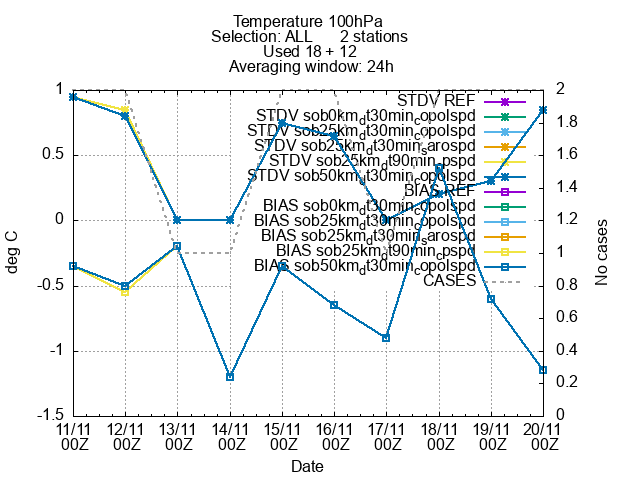 Temperature 100hPa
Selection: ALL 2 stations
Used 18 + 12
Averaging window: 24h
1
0.5
0
-0.5
-1
-1.5
deg C
2
1.8
1.6
1.4
1.2
1
0.8
0.6
0.4
0.2
0
No cases
STDV REF
STDV sob0km_dt30min_copolspd
STDV sob25km_dt30min_copolspd
STDV sob25km_dt30min_sarospd
STDV sob25km_dt90min_cpspd
STDV sob50km_dt30min_copolspd
BIAS REF
BIAS sob0km_dt30min_copolspd
BIAS sob25km_dt30min_copolspd
BIAS sob25km_dt30min_sarospd
BIAS sob25km_dt90min_cpspd
BIAS sob50km_dt30min_copolspd
CASES
11/11 12/11 13/11 14/11 15/11 16/11 17/11 18/11 19/11 20/11
00Z 00Z 00Z 00Z 00Z 00Z 00Z 00Z 00Z 00Z
Date